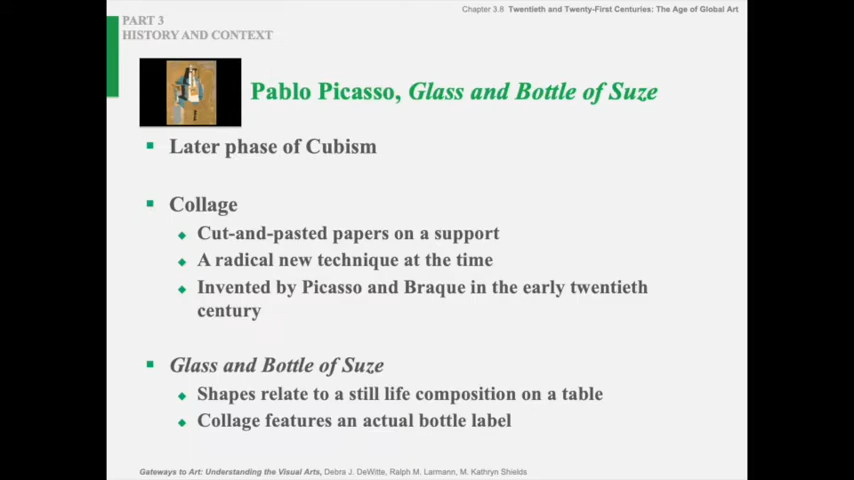 Chapter 3.8 Twentieth and Twenty-First Centuries: The Age of Global Art
PART 3
HISTORY AND CONTEXT
Pablo Picasso, Glass and Bottle of Suze
Later phase of Cubism
Collage
Cut-and-pasted papers on a support
A radical new technique at the time
Invented by Picasso and Braque in the early twentieth
century
Glass and Bottle of Suze
Shapes relate to a still life composition on a table
Collage features an actual bottle label
Gateways to Art: Understanding the Visual Arts, Debra J. DeWitte, Ralph M. Larmann, M. Kathryn Shields